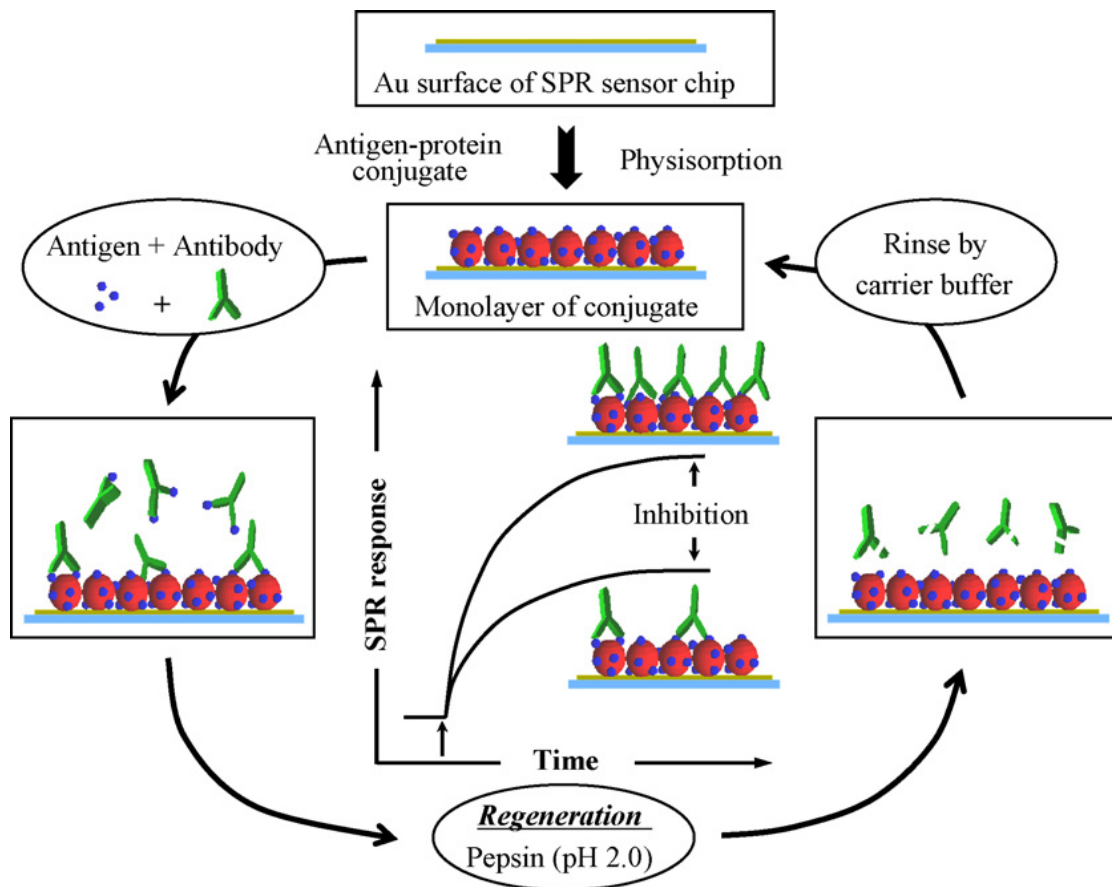 Au surface of SPR sensor chip
Antigen-protein
conjugate
Physisorption
Antigen + Antibody
+
Monolayer of conjugate
Rinse by
carrier buffer
SPR response
Inhibition
Time
Regeneration
Pepsin (pH 2.0)